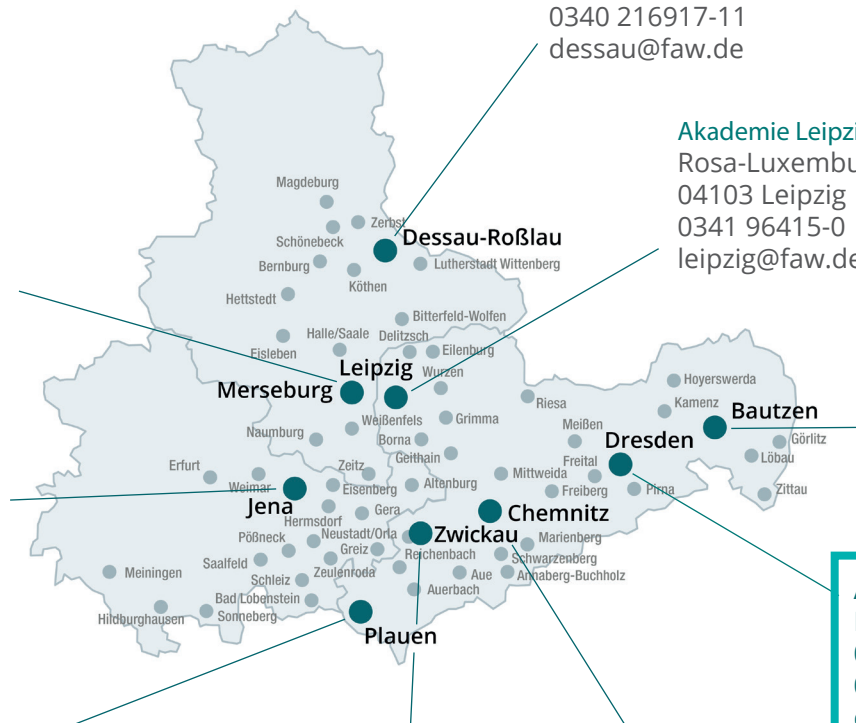 0340 216917-11
dessau@faw.de
Akademie
Rosa-
04103 Leipzig
0341 96415-0
leipzig@faw.de
Magdeburg
Zerbst
Schönebeck
Dessau-Roßlau
Bernburg
Lutherstadt Wittenberg
Köthen
Hettstedt
Bitterfeld-Wolfen
Halle/Saale
Delitzsch
Eisleben
Eilenburg
Leipzig
Wurzen
Merseburg
Hoyerswerda
Riesa
Kamenz
Bautzen
Weißenfels
Grimma
Meißen
Naumburg
Borna
Dresden
Görlitz
Geithain
Löbau
Erfurt
Zeitz
Freital
Weimar
Mittweida
Eisenberg
Altenburg
Freiberg
Pirna
Zittau
Jena
Hermsdorf
Gera
Chemnitz
Pößneck
Neustadt/Orla
Zwickau
Marienberg
Greiz
Reichenbach
Schwarzenberg
Saalfeld
Zeulenroda
Meiningen
Schleiz
Aue
Annaberg-Buchholz
Auerbach
Bad Lobenstein
Hildburghausen
Sonneberg
Plauen